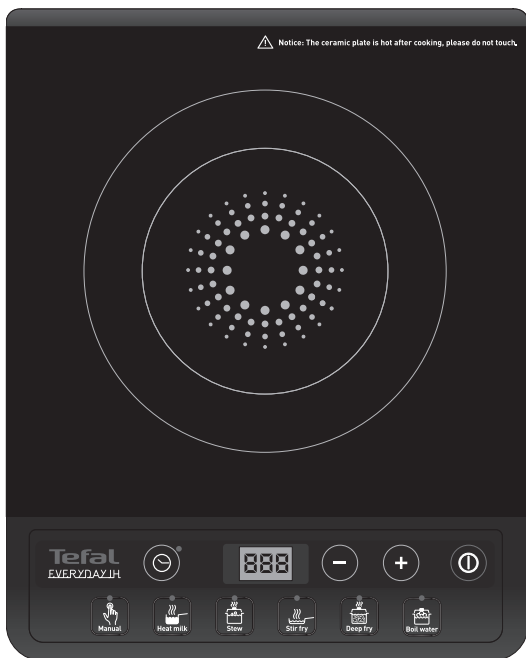 Notice: The ceramic plate is hot after cooking, please do not touch.
Tefal
EVERYDAY IH
888
Manual
Heat milk
Stew
Stir fry
Deep fry
Boil water